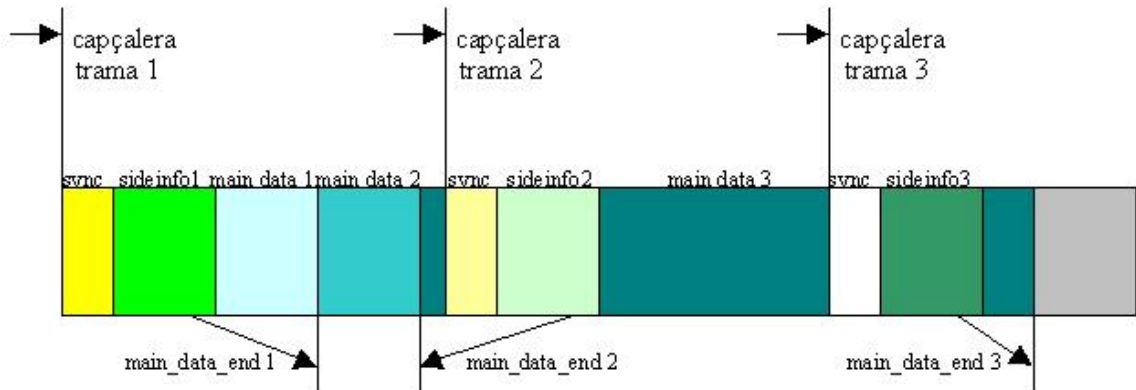 capçalera
trama 1
capçalera
trama 2
capçalera
trama 3
sync sideinfo1 main data 1 main data 2 sync sideinfo2 main data 3 sync sideinfo3
main_data_end 1 main_data_end 2 main_data_end 3